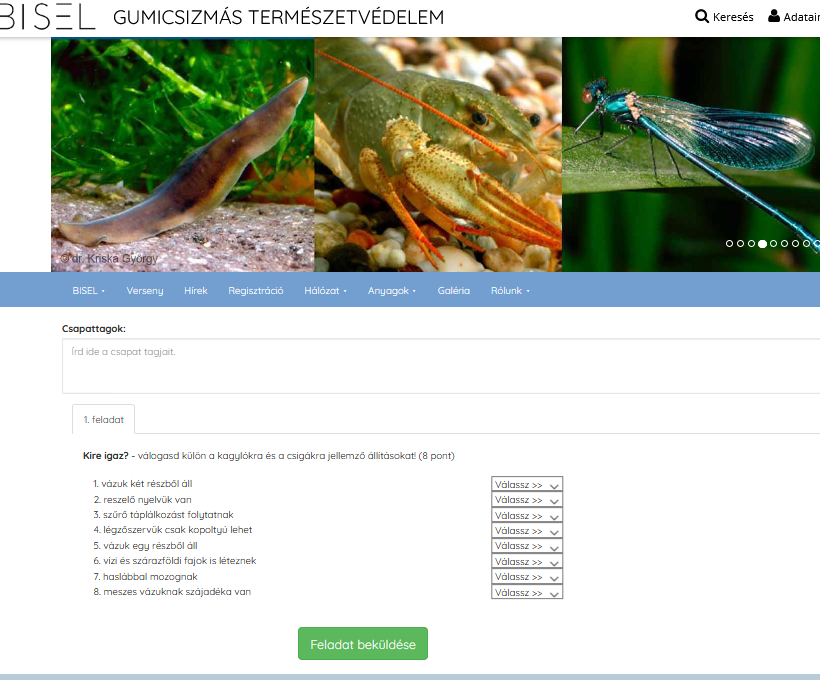 BISEL GUMICSIZMÁS TERMÉSZETVÉDELEM Keresés Adatain
© dr. Kriska György
BISEL Verseny Hírek Regisztráció Hálózat Anyagok Galéria Rólunk
Csapattagok:
Írd ide a csapat tagjait.
1. feladat
Kire igaz? - válogasd külön a kagylókra és a csigákra jellemző állításokat! (8 pont)
1. vázuk két részből áll Válassz >>
2. reszelő nyelvük van Válassz >>
3. szűrő táplálkozást folytatnak Válassz >>
4. légzőszervük csak kopoltyú lehet Válassz >>
5. vázuk egy részből áll Válassz >>
6. vízi és szárazföldi fajok is léteznek Válassz >>
7. haslábbal mozognak Válassz >>
8. meszes vázuknak szájadéka van Válassz >>
Feladat beküldése